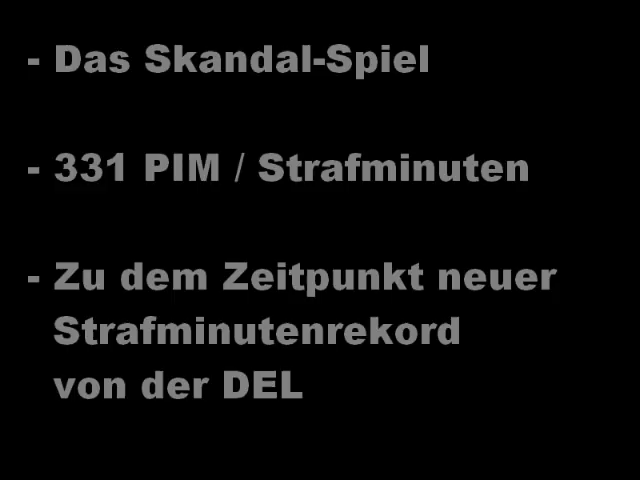 - Das Skandal-Spiel
- 331 PIM / Strafminuten
- Zu dem Zeitpunkt neuer
Strafminutenrekord
von der DEL